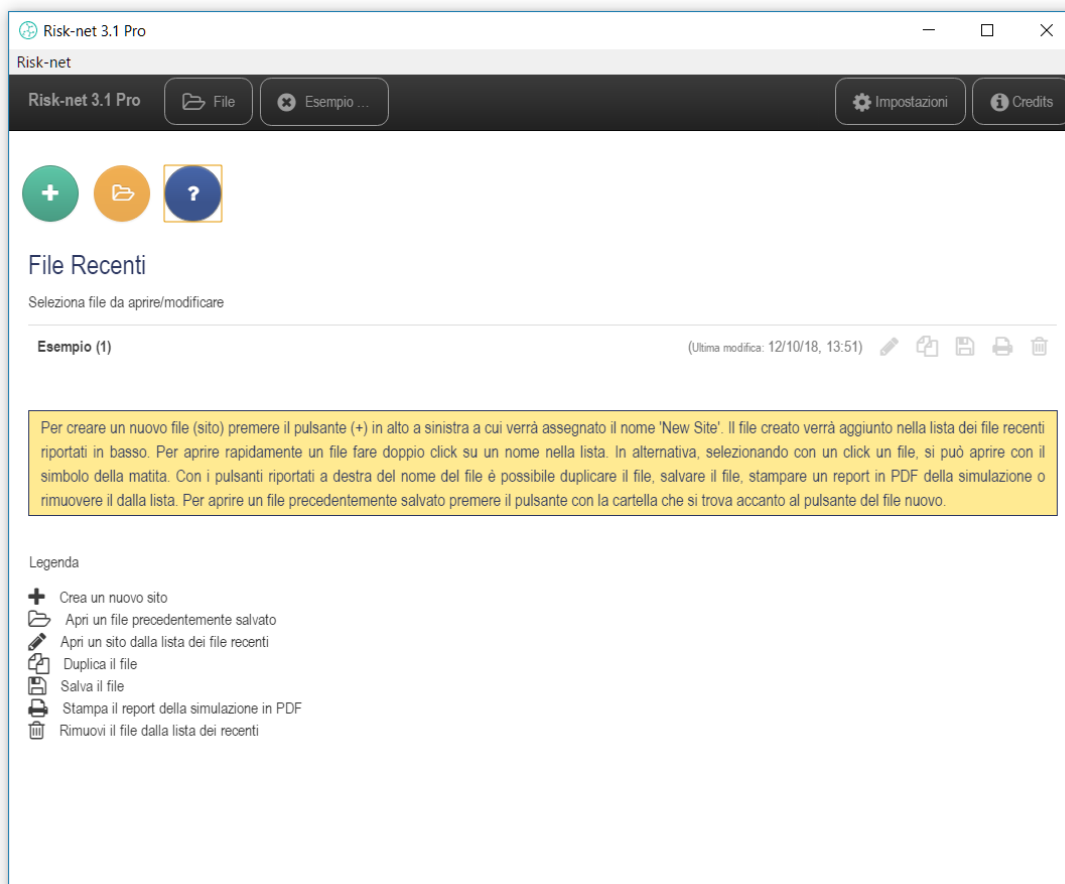 Risk-net 3.1 Pro
Risk-net
Risk-net 3.1 Pro File Esempio ... Impostazioni Credits
?
File Recenti
Seleziona file da aprire/modificare
Esempio (1) (Ultima modifica: 12/10/18, 13:51)
Per creare un nuovo file (sito) premere il pulsante (+) in alto a sinistra a cui verrà assegnato il nome 'New Site'. Il file creato verrà aggiunto nella lista dei file recenti
riportati in basso. Per aprire rapidamente un file fare doppio click su un nome nella lista. In alternativa, selezionando con un click un file, si può aprire con il
simbolo della matita. Con i pulsanti riportati a destra del nome del file è possibile duplicare il file, salvare il file, stampare un report in PDF della simulazione o
rimuovere il dalla lista. Per aprire un file precedentemente salvato premere il pulsante con la cartella che si trova accanto al pulsante del file nuovo.
Legenda
Crea un nuovo sito
Apri un file precedentemente salvato
Apri un sito dalla lista dei file recenti
Duplica il file
Salva il file
Stampa il report della simulazione in PDF
Rimuovi il file dalla lista dei recenti